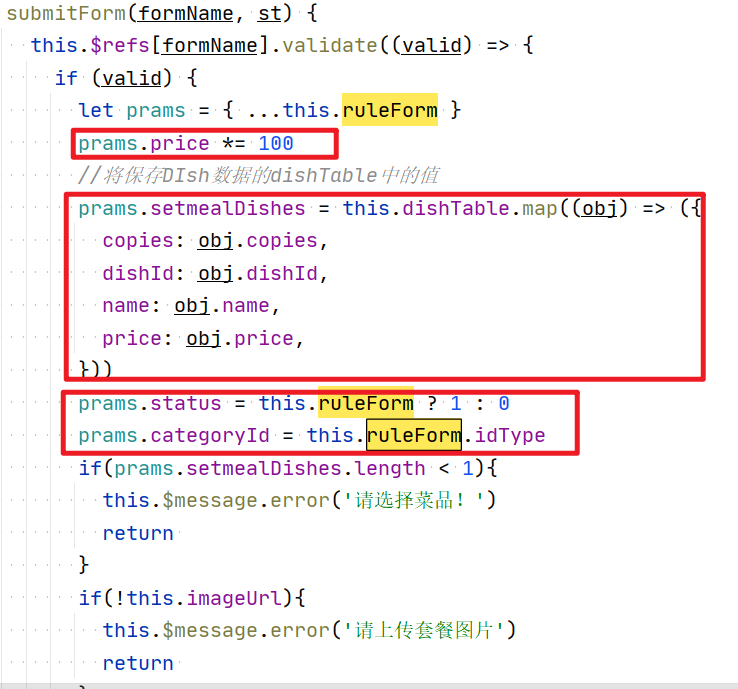 submitForm(formName, st) {
this.$refs[formName].validate((valid) => {
if (valid) {
let prams = { ...this.ruleForm }
prams.price *= 100
//将保存DIsh数据的dishTable中的值
prams.setmealDishes = this.dishTable.map((obj) => ({
copies: obj.copies,
dishId: obj.dishId,
name: obj.name,
price: obj.price,
}))
prams.status = this.ruleForm ? 1 : 0
prams.categoryId = this.ruleForm.idType
if(prams.setmealDishes.length < 1){
this.$message.error('请选择菜品！')
return
}
if(!this.imageUrl){
this.$message.error('请上传套餐图片')
return
}